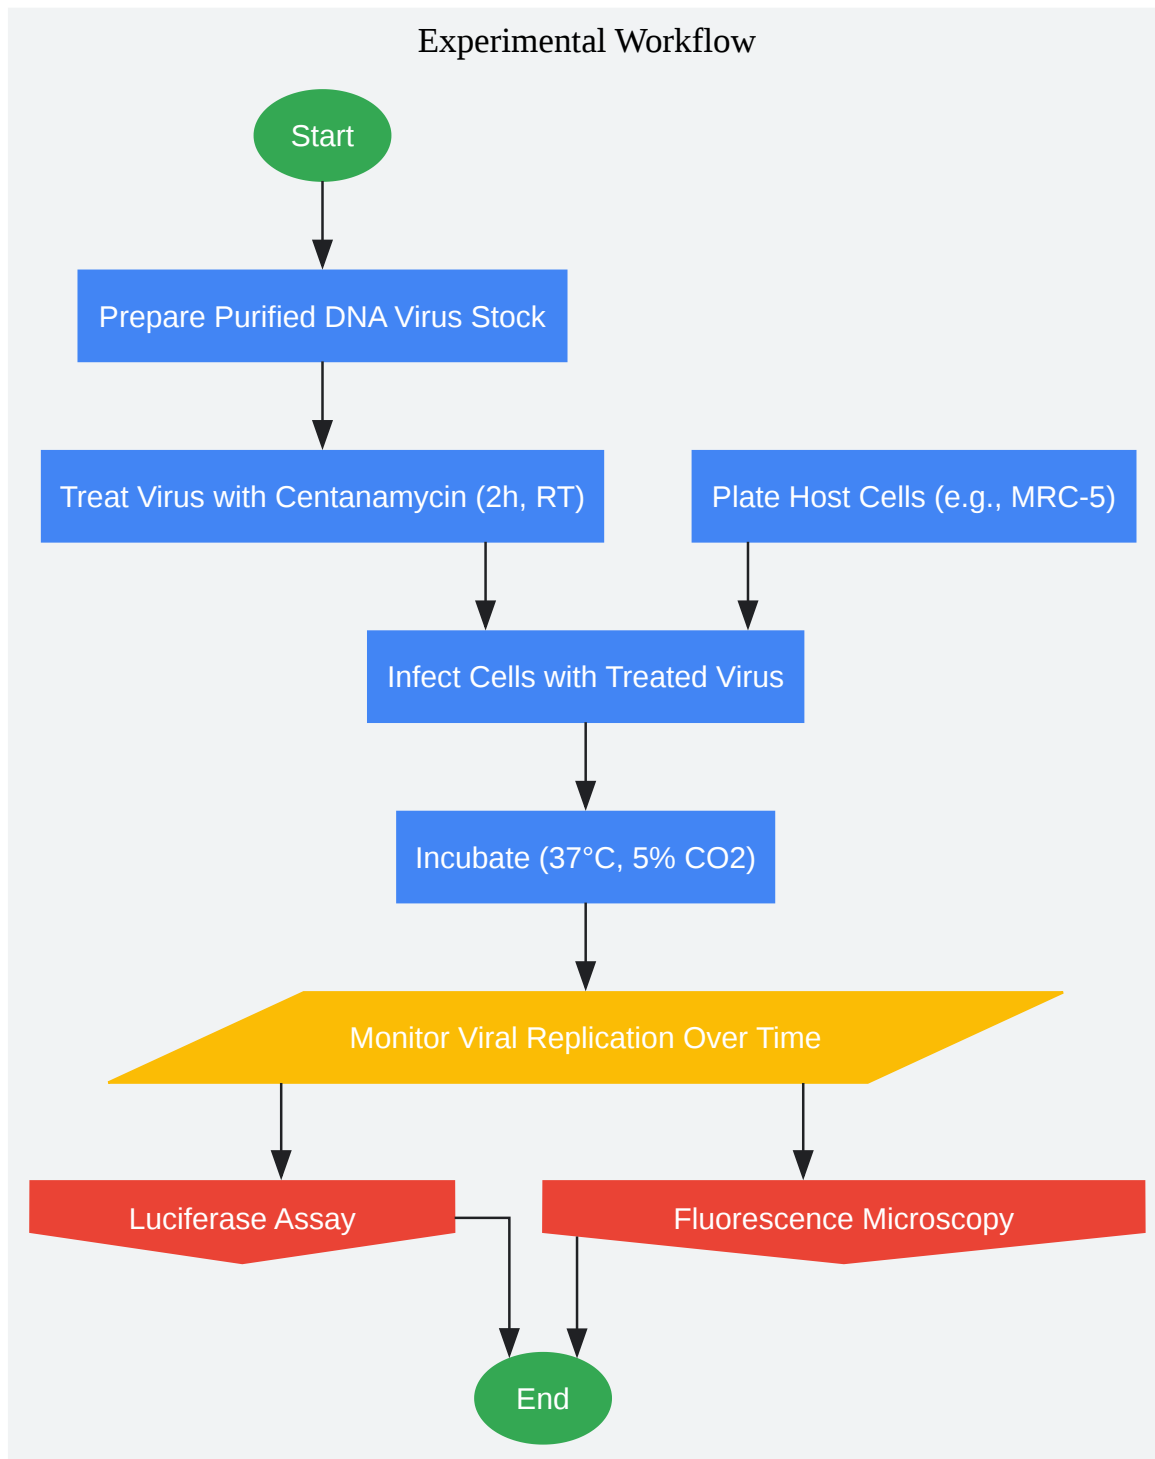 Experimental Workflow
Start
Prepare Purified DNA Virus Stock
Treat Virus with Centanamycin (2h, RT)
Plate Host Cells (e.g., MRC-5)
Infect Cells with Treated Virus
Incubate (37°C, 5% CO2)
Monitor Viral Replication Over Time
Luciferase Assay
Fluorescence Microscopy
End